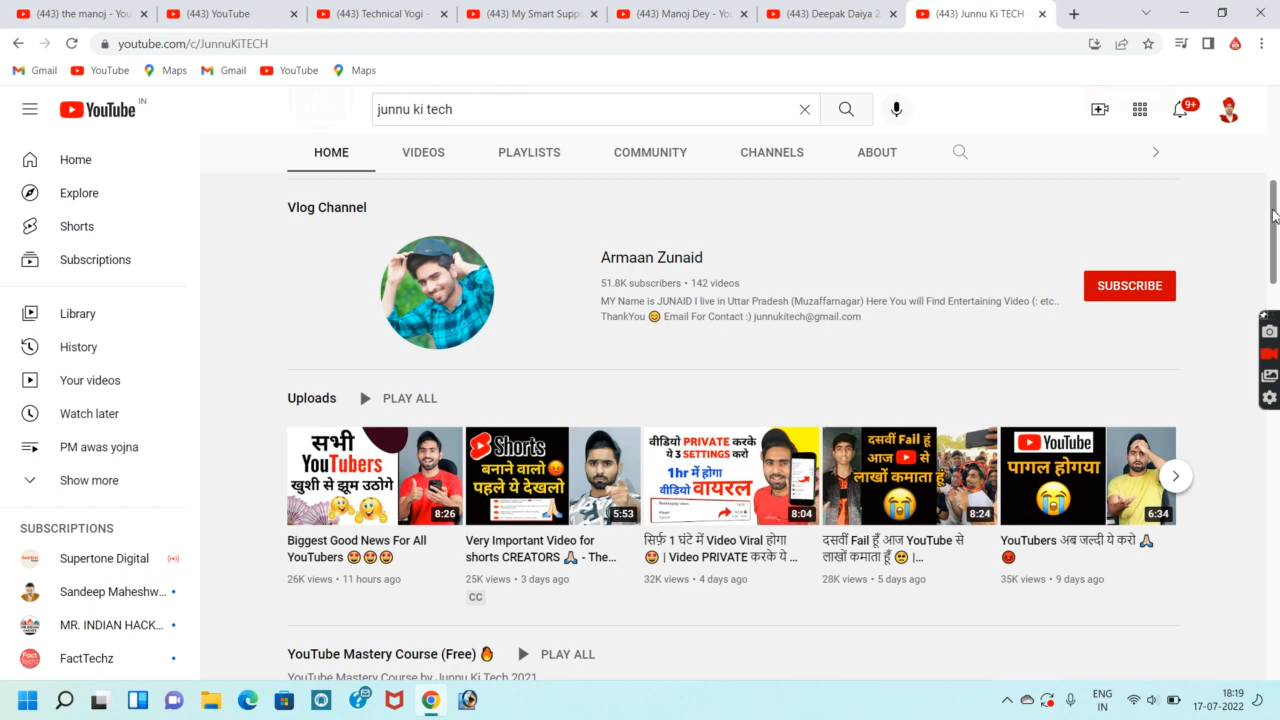 (443) the manoj - You
(443) YouTube
(443) Technical Yogi -
(443) My Smart Suppo
(443) Manoj Dey - Yo
(443) Deepak Daiya 2
(443) Junnu Ki TECH
youtube.com/c/JunnuKiTECH
Gmail YouTube Maps Gmail YouTube Maps
YouTube IN
junnu ki tech
9+
HOME VIDEOS PLAYLISTS COMMUNITY CHANNELS ABOUT
Home
Explore
Shorts
Subscriptions
Library
History
Your videos
Watch later
PM awas yojna
Show more
SUBSCRIPTIONS
Supertone Digital
Sandeep Maheshw...
MR. INDIAN HACK...
FactTechz
Vlog Channel
Armaan Zunaid
51.8K subscribers • 142 videos
MY Name is JUNAID I live in Uttar Pradesh (Muzaffarnagar) Here You will Find Entertaining Video (: etc..
ThankYou 😊 Email For Contact :) junnukitech@gmail.com
SUBSCRIBE
Uploads PLAY ALL
सभी
YouTubers
खुशी से झूम उठोगे
8:26
Shorts
बनाने वालो
पहले ये देखलो
5:53
वीडियो PRIVATE करके
ये 3 SETTINGS करो
1hr में होगा
वीडियो वायरल
8:04
दसवीं Fail हूं
आज से
लाखों कमाता हूं
8:24
YouTube
पागल होगया
6:34
Biggest Good News For All
YouTubers 🤩🤩🤩
26K views • 11 hours ago
Very Important Video for
shorts CREATORS 🙏🏻 - The...
25K views • 3 days ago
CC
सिर्फ़ 1 घंटे में Video Viral होगा
🤩 | Video PRIVATE करके ये ...
32K views • 4 days ago
दसवीं Fail हूँ आज YouTube से
लाखों कमाता हूँ 🥺 |...
28K views • 5 days ago
YouTubers अब जल्दी ये करो 🙏🏻
😡
35K views • 9 days ago
YouTube Mastery Course (Free) 🔥 PLAY ALL
YouTube Mastery Course by Junnu Ki Tech 2021
ENG
IN
18:19
17-07-2022